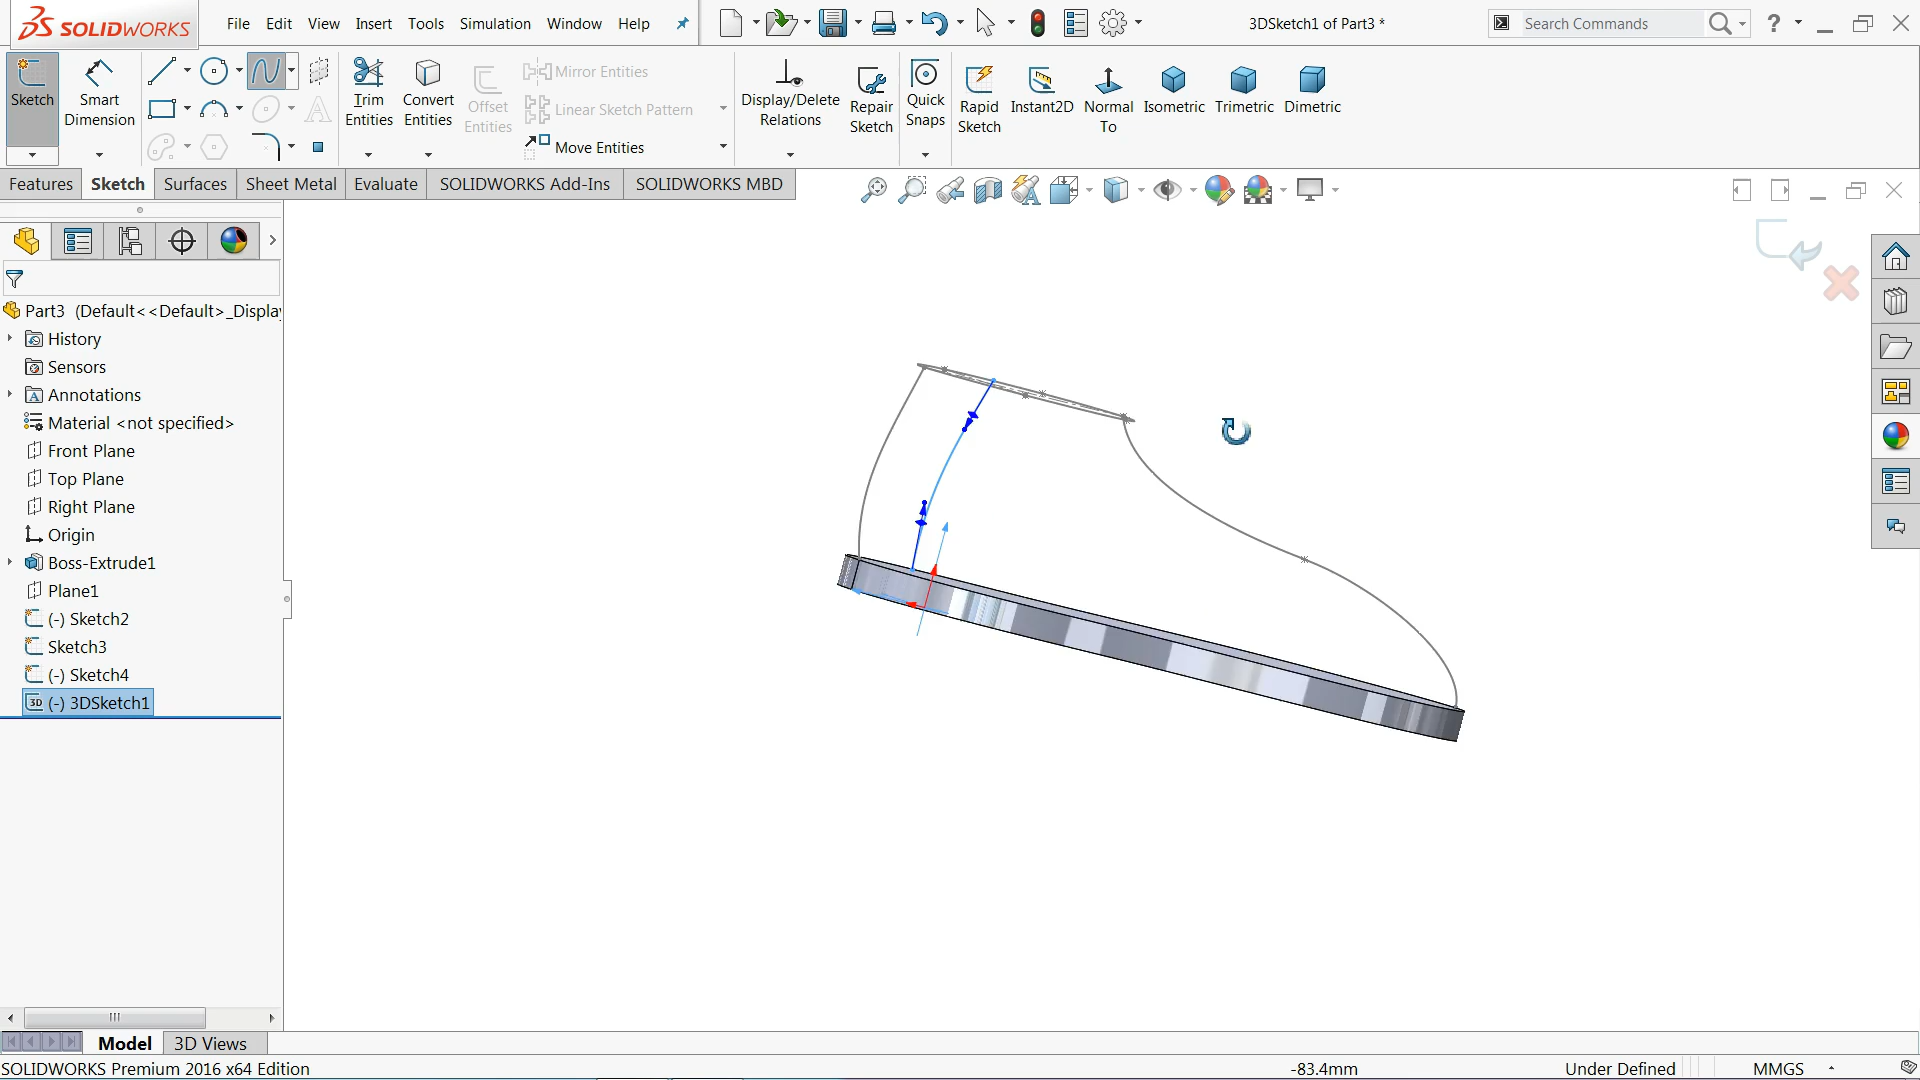 SOLIDWORKS
File Edit View Insert Tools Simulation Window Help
3DSketch1 of Part3 *
Search Commands
Sketch
Smart Dimension
Trim Entities
Convert Entities
Offset Entities
Mirror Entities
Linear Sketch Pattern
Move Entities
Display/Delete Relations
Repair Sketch
Quick Snaps
Rapid Sketch
Instant2D
Normal To
Isometric
Trimetric
Dimetric
Features Sketch Surfaces Sheet Metal Evaluate SOLIDWORKS Add-Ins SOLIDWORKS MBD
Part3 (Default<<Default>_Displa
History
Sensors
Annotations
Material <not specified>
Front Plane
Top Plane
Right Plane
Origin
Boss-Extrude1
Plane1
(-) Sketch2
Sketch3
(-) Sketch4
3D (-) 3DSketch1
Model 3D Views
SOLIDWORKS Premium 2016 x64 Edition
-83.4mm
Under Defined
MMGS